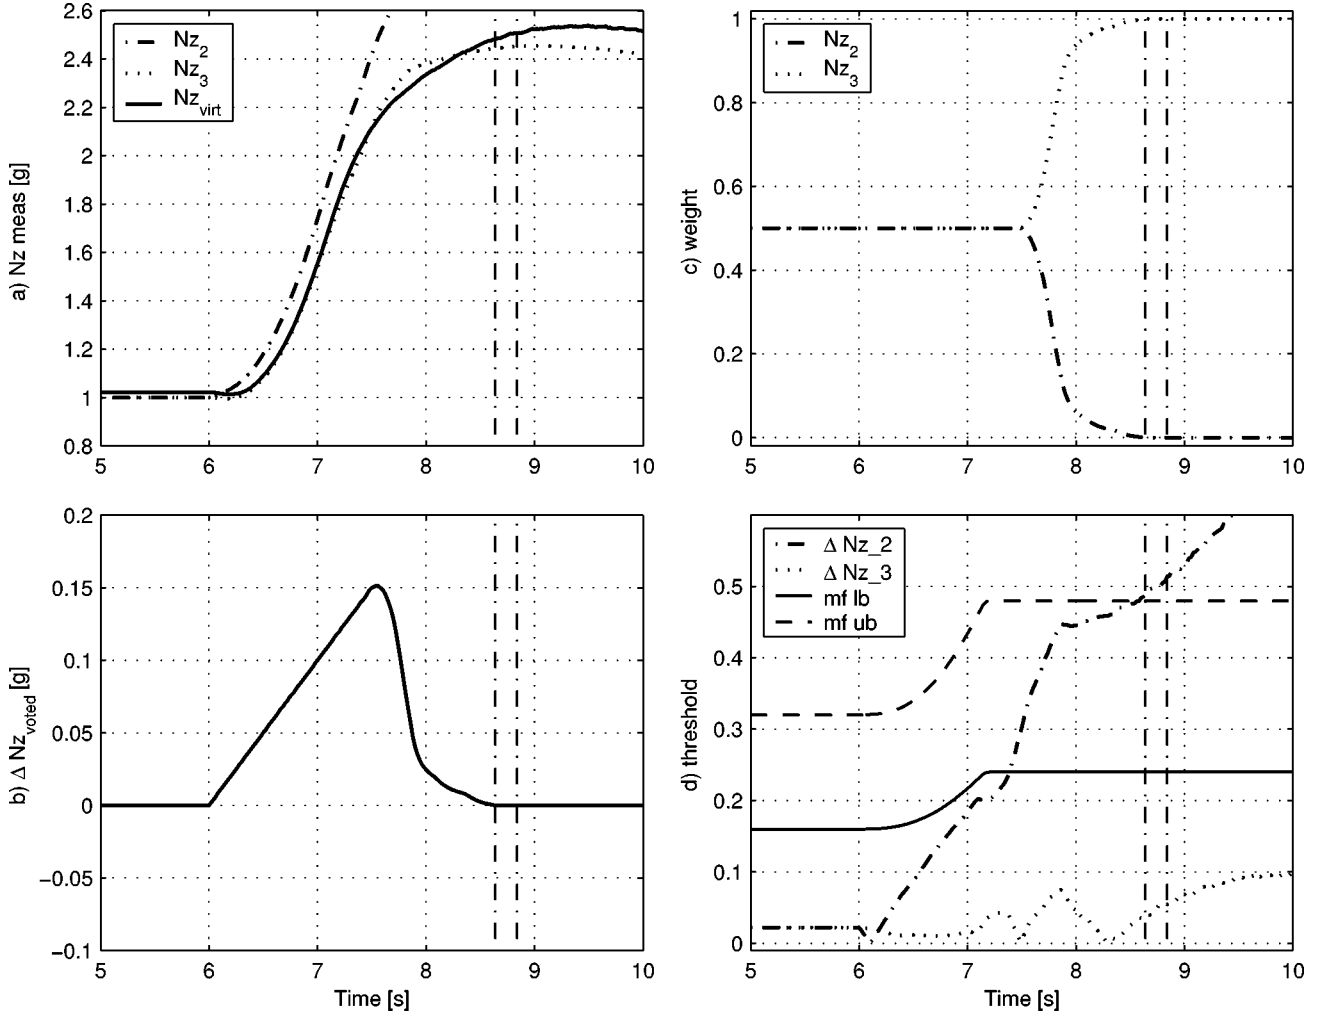 a) Nz meas [g]
2.6
2.4
2.2
2
1.8
1.6
1.4
1.2
1
0.8
Nz2
Nz3
Nzvirt
5 6 7 8 9 10
c) weight
1
0.8
0.6
0.4
0.2
0
Nz2
Nz3
5 6 7 8 9 10
b) Δ Nzvoted [g]
0.2
0.15
0.1
0.05
0
−0.05
−0.1
5 6 7 8 9 10
Time [s]
d) threshold
0.5
0.4
0.3
0.2
0.1
0
Δ Nz_2
Δ Nz_3
mf lb
mf ub
5 6 7 8 9 10
Time [s]